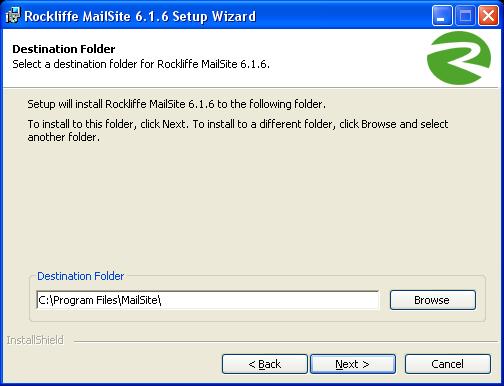 Rockliffe MailSite 6.1.6 Setup Wizard
Destination Folder
Select a destination folder for Rockliffe MailSite 6.1.6.
Setup will install Rockliffe MailSite 6.1.6 to the following folder.
To install to this folder, click Next. To install to a different folder, click Browse and select
another folder.
Destination Folder
C:\Program Files\MailSite\
Browse
InstallShield
< Back
Next >
Cancel